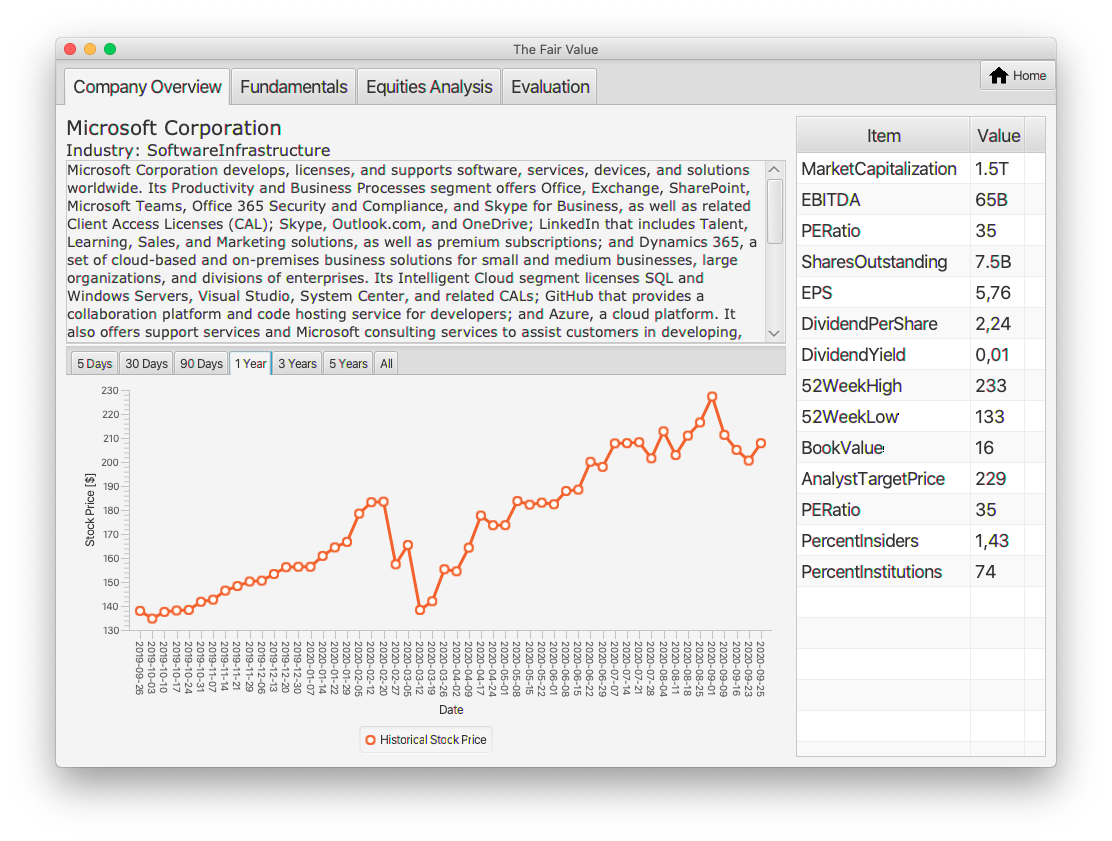 The Fair Value
Company Overview
Fundamentals
Equities Analysis
Evaluation
Home
Microsoft Corporation
Industry: SoftwareInfrastructure
Microsoft Corporation develops, licenses, and supports software, services, devices, and solutions
worldwide. Its Productivity and Business Processes segment offers Office, Exchange, SharePoint,
Microsoft Teams, Office 365 Security and Compliance, and Skype for Business, as well as related
Client Access Licenses (CAL); Skype, Outlook.com, and OneDrive; LinkedIn that includes Talent,
Learning, Sales, and Marketing solutions, as well as premium subscriptions; and Dynamics 365, a
set of cloud-based and on-premises business solutions for small and medium businesses, large
organizations, and divisions of enterprises. Its Intelligent Cloud segment licenses SQL and
Windows Servers, Visual Studio, System Center, and related CALs; GitHub that provides a
collaboration platform and code hosting service for developers; and Azure, a cloud platform. It
also offers support services and Microsoft consulting services to assist customers in developing,
5 Days
30 Days
90 Days
1 Year
3 Years
5 Years
All
Stock Price [$]
230
220
210
200
190
180
170
160
150
140
130
2019-09-26
2019-10-03
2019-10-10
2019-10-17
2019-10-24
2019-10-31
2019-11-07
2019-11-14
2019-11-21
2019-11-29
2019-12-06
2019-12-13
2019-12-20
2019-12-30
2020-01-07
2020-01-14
2020-01-22
2020-01-29
2020-02-05
2020-02-12
2020-02-20
2020-02-27
2020-03-05
2020-03-12
2020-03-19
2020-03-26
2020-04-02
2020-04-09
2020-04-17
2020-04-24
2020-05-01
2020-05-08
2020-05-15
2020-05-22
2020-06-01
2020-06-08
2020-06-15
2020-06-22
2020-06-29
2020-07-07
2020-07-14
2020-07-21
2020-07-28
2020-08-04
2020-08-11
2020-08-18
2020-08-25
2020-09-01
2020-09-09
2020-09-16
2020-09-23
2020-09-25
Date
Historical Stock Price
Item Value
MarketCapitalization 1.5T
EBITDA 65B
PERatio 35
SharesOutstanding 7.5B
EPS 5,76
DividendPerShare 2,24
DividendYield 0,01
52WeekHigh 233
52WeekLow 133
BookValue 16
AnalystTargetPrice 229
PERatio 35
PercentInsiders 1,43
PercentInstitutions 74